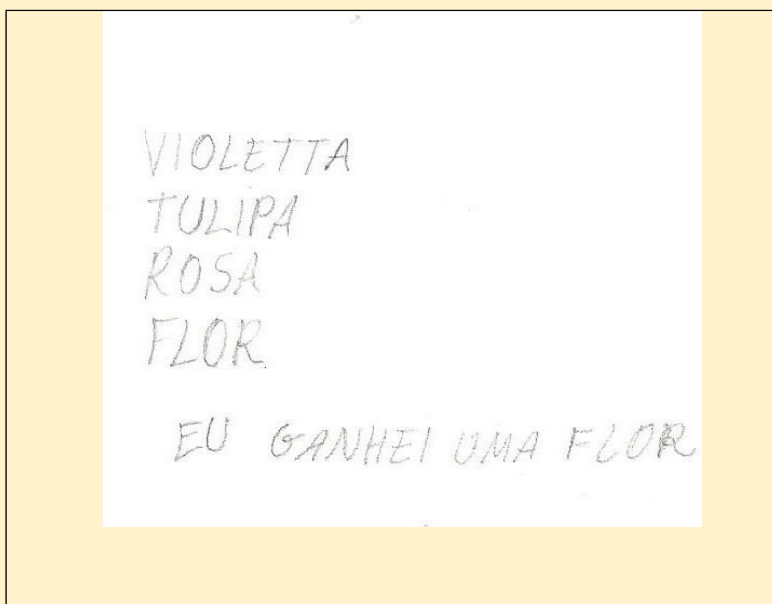 VIOLETTA
TULIPA
ROSA
FLOR
EU GANHEI UMA FLOR